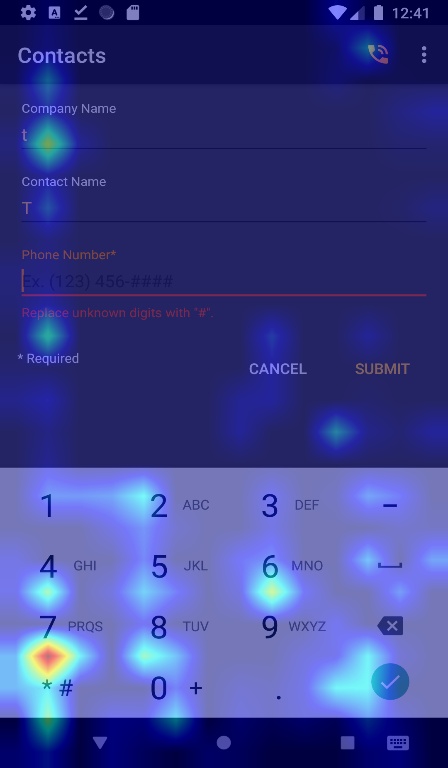 12:41
Contacts
Company Name
t
Contact Name
T
Phone Number*
Ex. (123) 456-####
Replace unknown digits with "#".
* Required
CANCEL SUBMIT
1 2 ABC 3 DEF –
4 GHI 5 JKL 6 MNO
7 PRQS 8 TUV 9 WXYZ
* # 0 + .